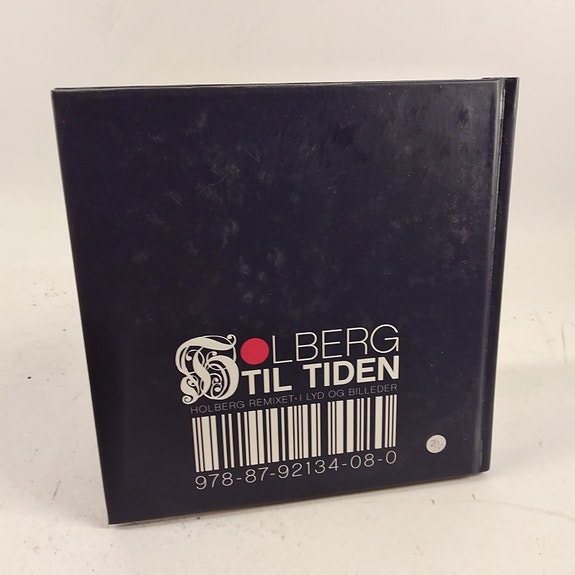 HOLBERG
TIL TIDEN
HOLBERG REMIXET • I LYD OG BILLEDER
978-87-92134-08-0